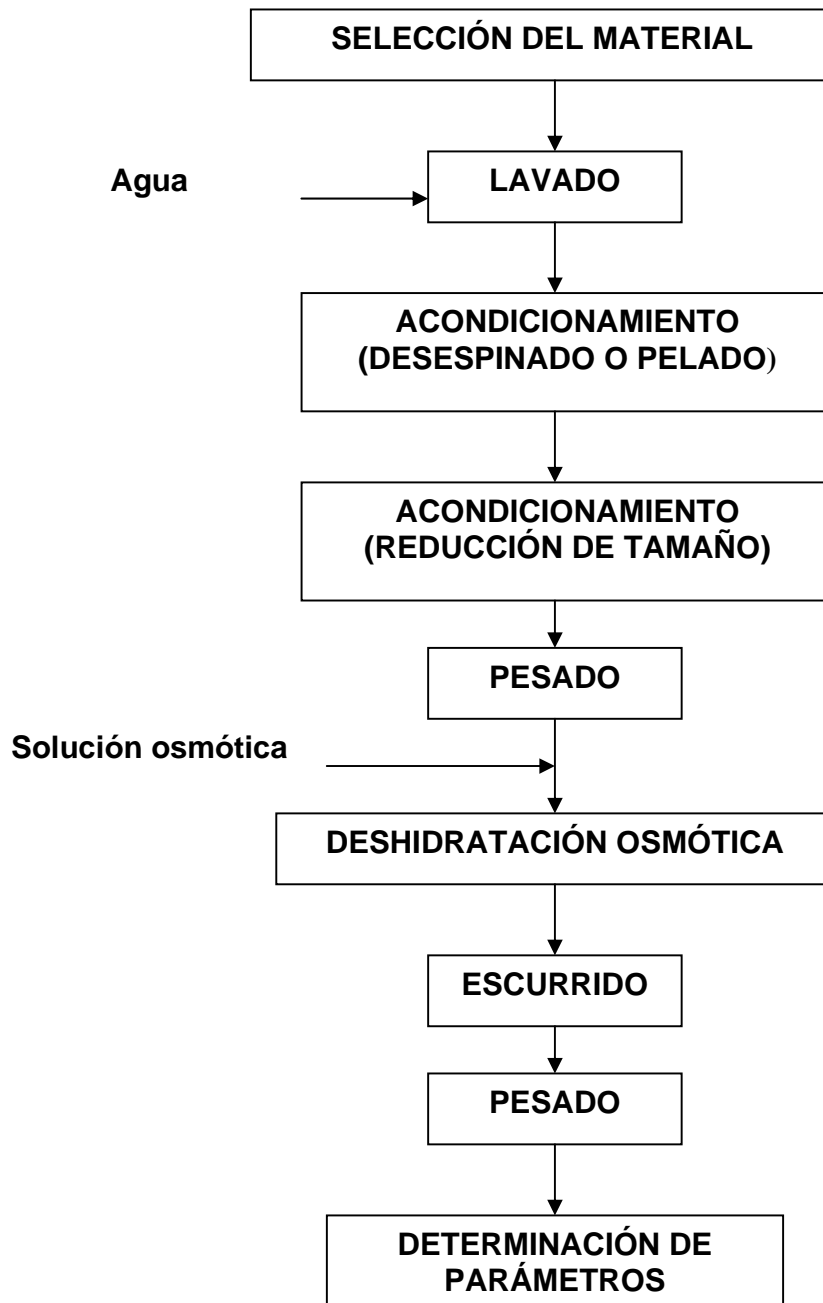 SELECCIÓN DEL MATERIAL
Agua
LAVADO
ACONDICIONAMIENTO
(DESESPINADO O PELADO)
ACONDICIONAMIENTO
(REDUCCIÓN DE TAMAÑO)
PESADO
Solución osmótica
DESHIDRATACIÓN OSMÓTICA
ESCURRIDO
PESADO
DETERMINACIÓN DE
PARÁMETROS